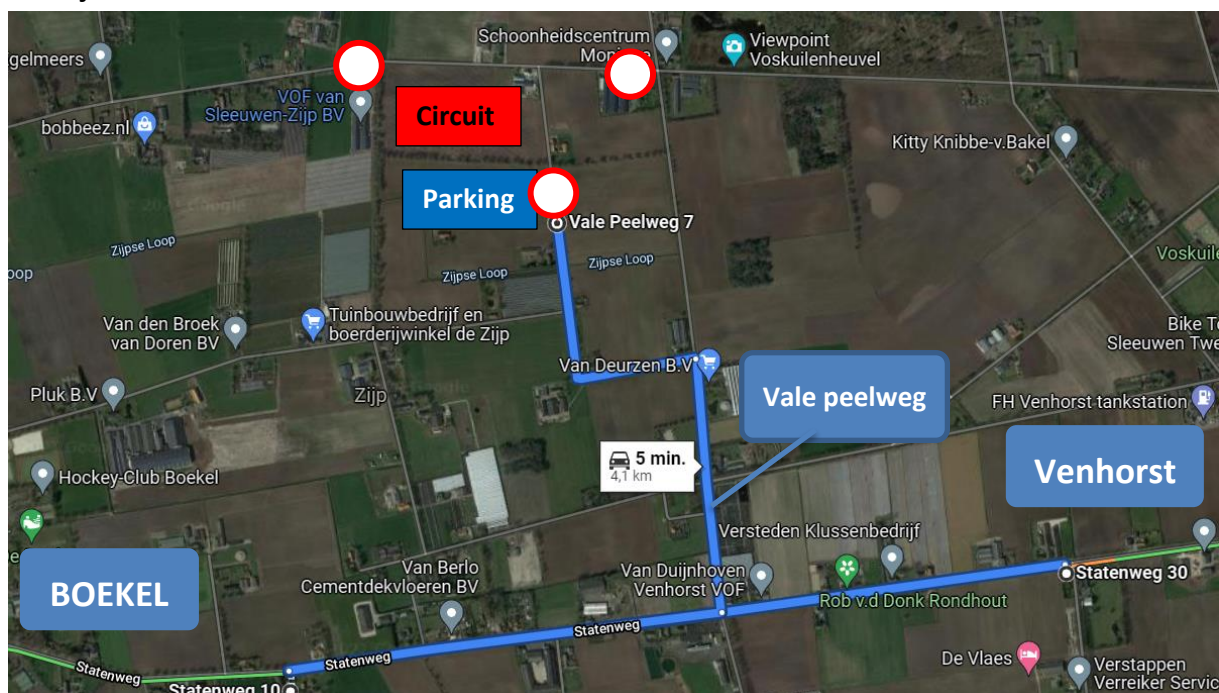 Schoonheidscentrum
gelmeers
Viewpoint
Voskuilenheuvel
VOF van
Sleeuwen-Zijp BV
Circuit
bobbeez.nl
Kitty Knibbe-v.Bakel
Parking
Vale Peelweg 7
Zijpse Loop
Zijpse Loop
Zijpse Loop
oop
Voskuile
Van den Broek
van Doren BV
Tuinbouwbedrijf en
boerderijwinkel de Zijp
Bike To
Sleeuwen Twe
Van Deurzen B.V
Pluk B.V
Zijp
Vale peelweg
FH Venhorst tankstation
5 min.
4,1 km
Hockey-Club Boekel
Venhorst
Versteden Klussenbedrijf
BOEKEL
Van Berlo
Cementdekvloeren BV
Van Duijnhoven
Venhorst VOF
Statenweg 30
Rob v.d Donk Rondhout
Statenweg
Statenweg
Statenweg
De Vlaes
Verstappen
Verreiker Servic
Statenweg 10